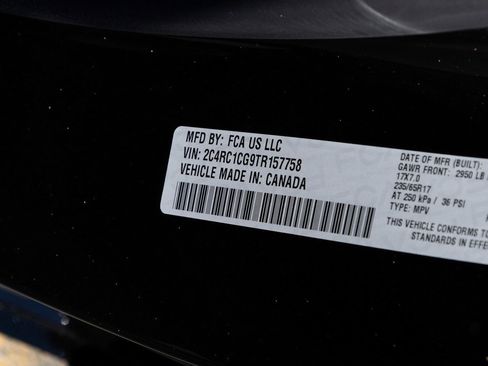 MFD BY: FCA US LLC
VIN: 2C4RC1CG9TR157758
VEHICLE MADE IN: CANADA
DATE OF MFR (BUILT):
GAWR FRONT: 2950 LB
17X7.0
235/65R17
AT 250 kPa / 36 PSI
TYPE: MPV
THIS VEHICLE CONFORMS TO
STANDARDS IN EFFE